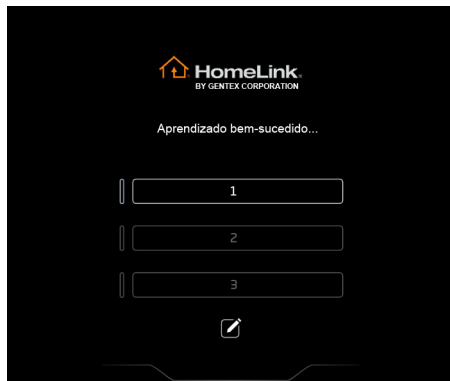 HomeLink.
BY GENTEX CORPORATION
Aprendizado bem-sucedido...
1
2
3